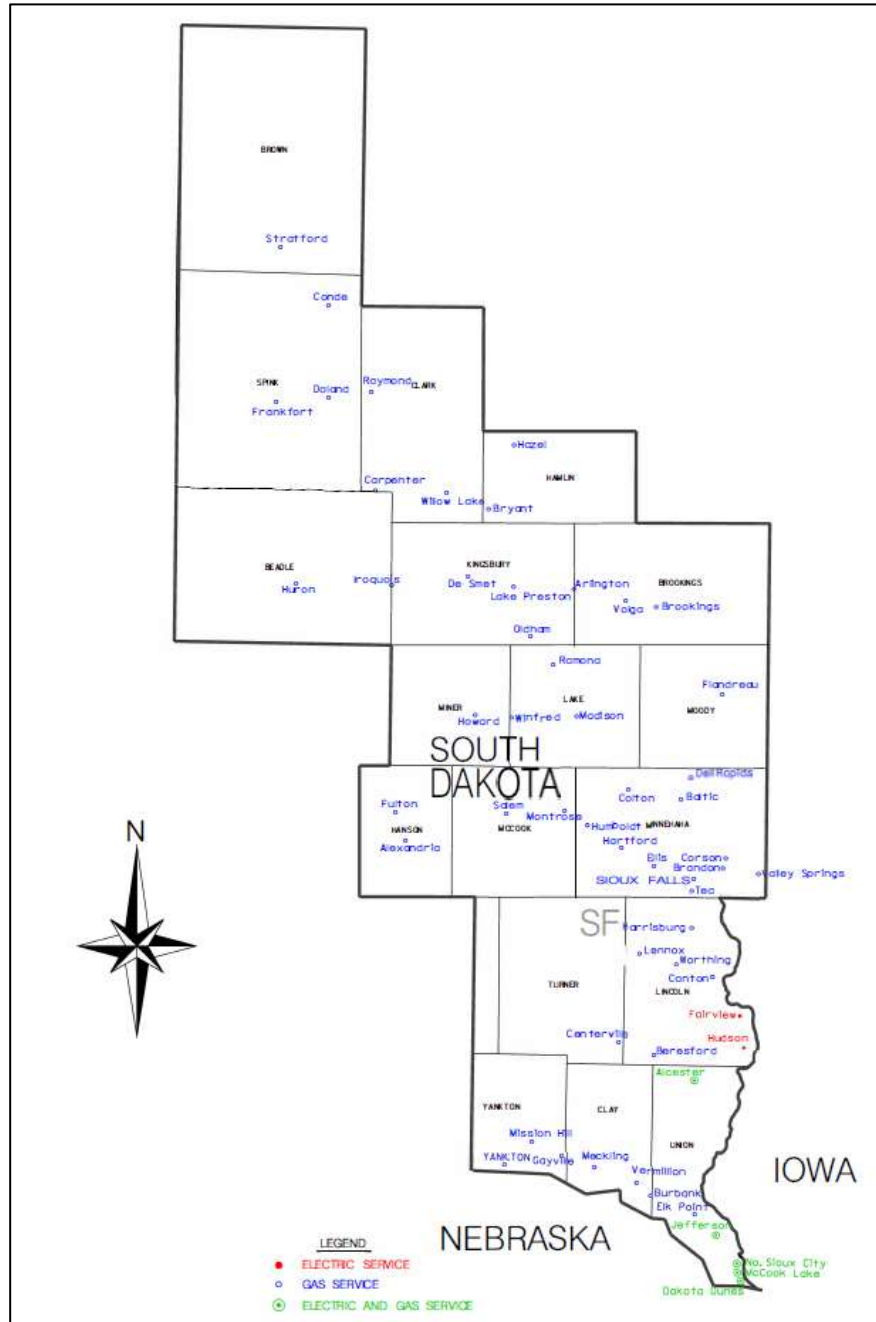 BROWN
Stratford
Conde
SPINK
Doland
Raymond
CLARK
Frankfort
Hazel
HAMLIN
Carpenter
Willow Lake
Bryant
BEADLE
Huron
Iroquois
KINGSBURY
De Smet
Lake Preston
Arlington
BROOKINGS
Volga
Brookings
Oldham
Ramona
Flandreau
MINER
Howard
LAKE
Winfred
Madison
MOODY
SOUTH
DAKOTA
Dell Rapids
Colton
Baltic
Fulton
Salem
Montrose
HANSON
MCCOOK
Humboldt
MINNEHAHA
Alexandria
Hartford
Ellis
Corson
Brandon
Valley Springs
SIOUX FALLS
Tea
N
SF
Harrisburg
Lennox
Worthing
Canton
TURNER
LINCOLN
Fairview
Centerville
Hudson
Beresford
Alcester
YANKTON
CLAY
Mission Hill
UNION
YANKTON
Gayville
Meckling
Vermillion
IOWA
Burbank
Elk Point
Jefferson
NEBRASKA
No. Sioux City
McCook Lake
Dakota Dunes
LEGEND
ELECTRIC SERVICE
GAS SERVICE
ELECTRIC AND GAS SERVICE